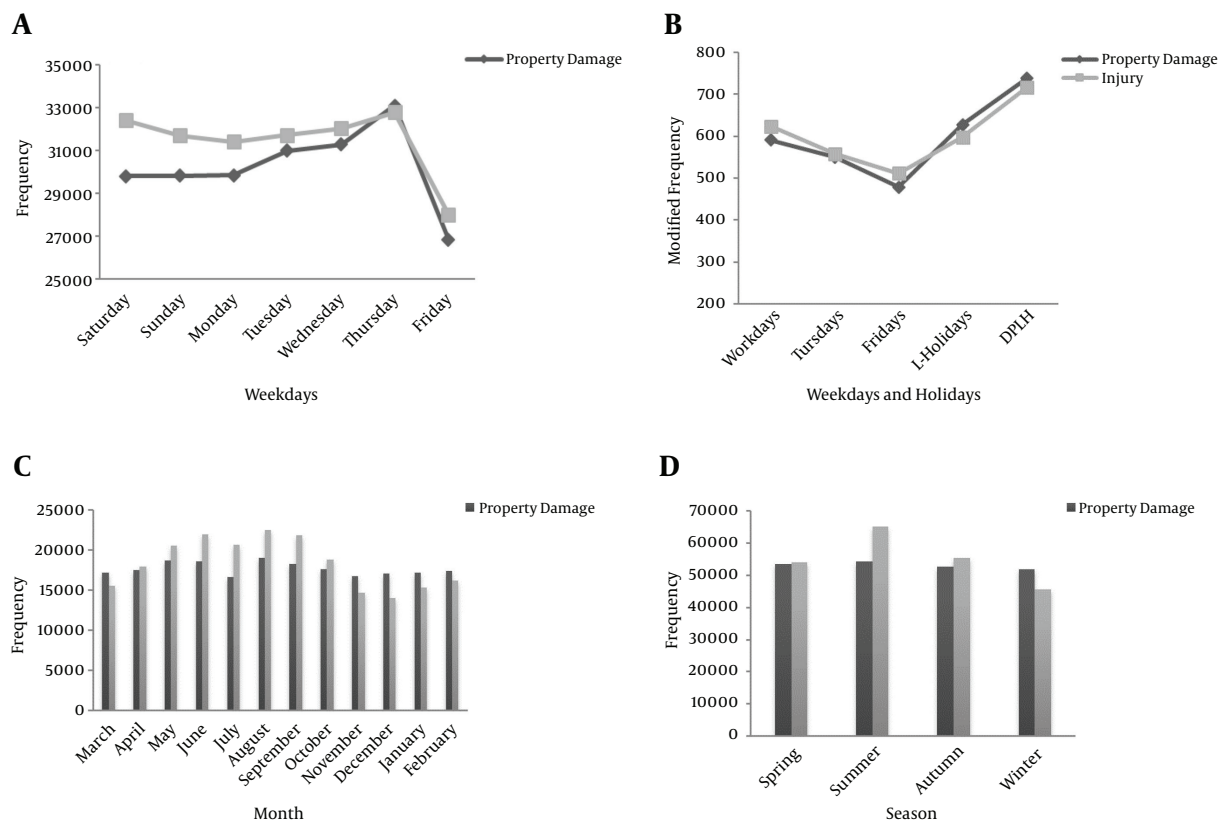 A
Property Damage
35000
33000
31000
29000
27000
25000
Frequency
Saturday
Sunday
Monday
Tuesday
Wednesday
Thursday
Friday
Weekdays
B
Property Damage
Injury
800
700
600
500
400
300
200
Modified Frequency
Workdays
Tursdays
Fridays
L-Holidays
DPLH
Weekdays and Holidays
C
Property Damage
25000
20000
15000
10000
5000
0
Frequency
March
April
May
June
July
August
September
October
November
December
January
February
Month
D
Property Damage
70000
60000
50000
40000
30000
20000
10000
0
Frequency
Spring
Summer
Autumn
Winter
Season